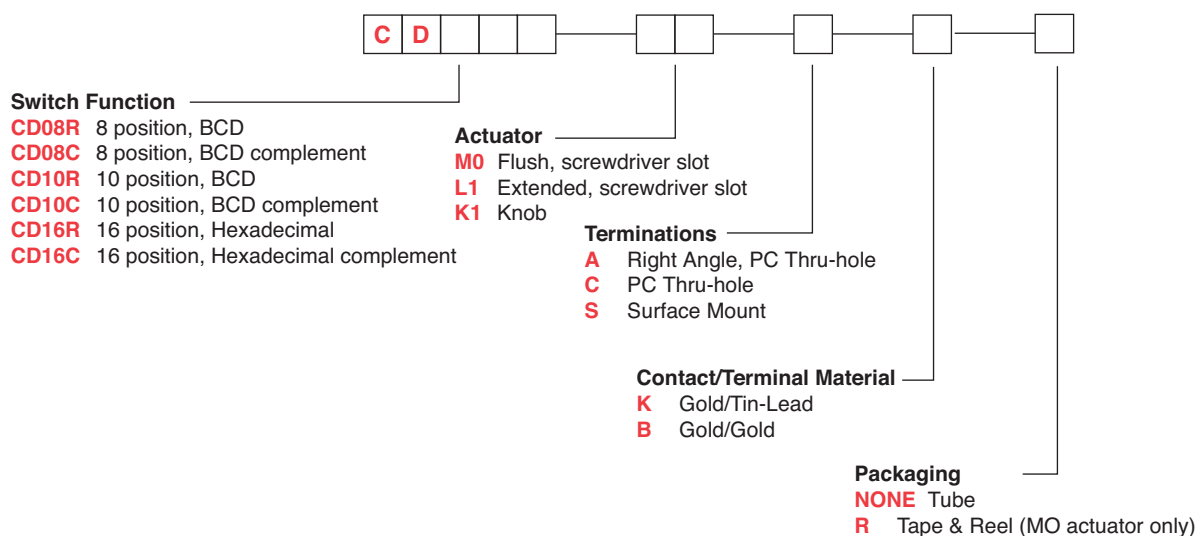 C D
Switch Function
CD08R 8 position, BCD
CD08C 8 position, BCD complement
CD10R 10 position, BCD
CD10C 10 position, BCD complement
CD16R 16 position, Hexadecimal
CD16C 16 position, Hexadecimal complement
Actuator
M0 Flush, screwdriver slot
L1 Extended, screwdriver slot
K1 Knob
Terminations
A Right Angle, PC Thru-hole
C PC Thru-hole
S Surface Mount
Contact/Terminal Material
K Gold/Tin-Lead
B Gold/Gold
Packaging
NONE Tube
R Tape & Reel (MO actuator only)